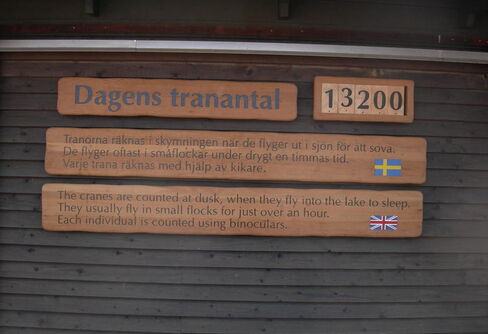 Dagens tranantal 13200
Tranorna räknas i skymningen när de flyger ut i sjön för att sova.
De flyger oftast i småflockar under drygt en timmas tid.
Varje trana räknas med hjälp av kikare.
The cranes are counted at dusk, when they fly into the lake to sleep.
They usually fly in small flocks for just over an hour.
Each individual is counted using binoculars.